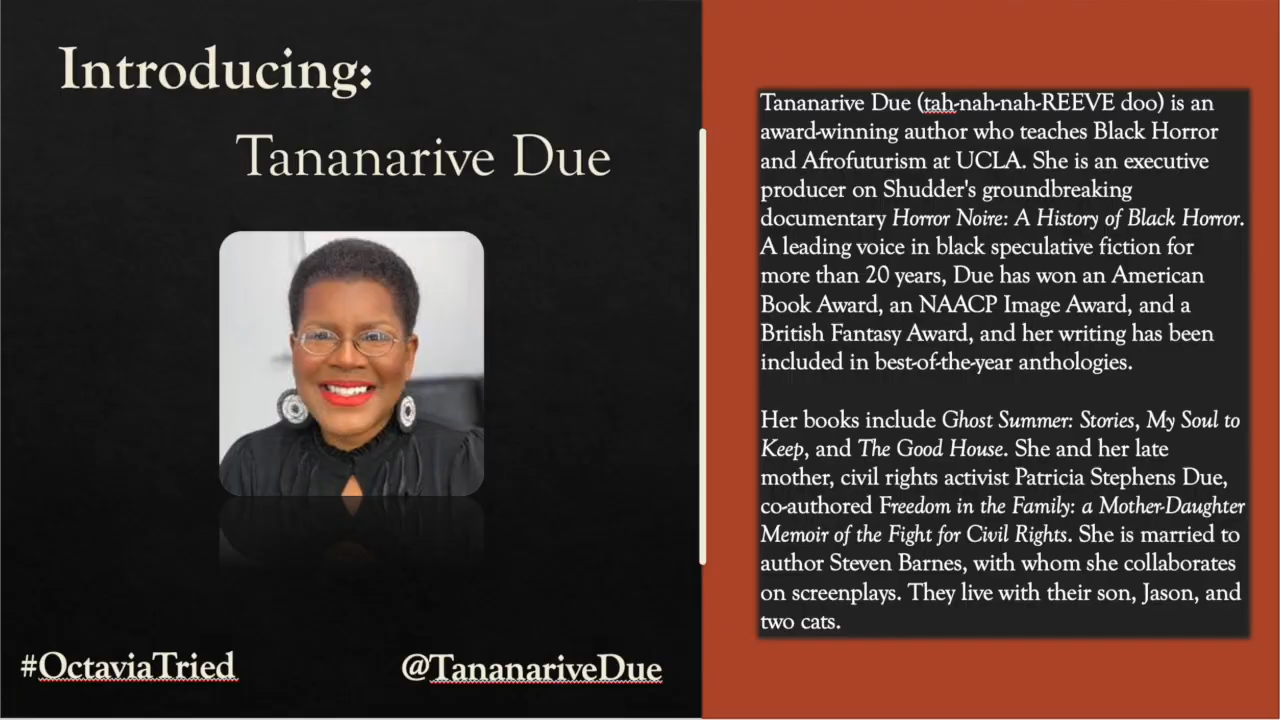 Introducing:
Tananarive Due
#OctaviaTried
@TananariveDue
Tananarive Due (tah-nah-nah-REEVE doo) is an
award-winning author who teaches Black Horror
and Afrofuturism at UCLA. She is an executive
producer on Shudder's groundbreaking
documentary Horror Noire: A History of Black Horror.
A leading voice in black speculative fiction for
more than 20 years, Due has won an American
Book Award, an NAACP Image Award, and a
British Fantasy Award, and her writing has been
included in best-of-the-year anthologies.
Her books include Ghost Summer: Stories, My Soul to
Keep, and The Good House. She and her late
mother, civil rights activist Patricia Stephens Due,
co-authored Freedom in the Family: a Mother-Daughter
Memoir of the Fight for Civil Rights. She is married to
author Steven Barnes, with whom she collaborates
on screenplays. They live with their son, Jason, and
two cats.